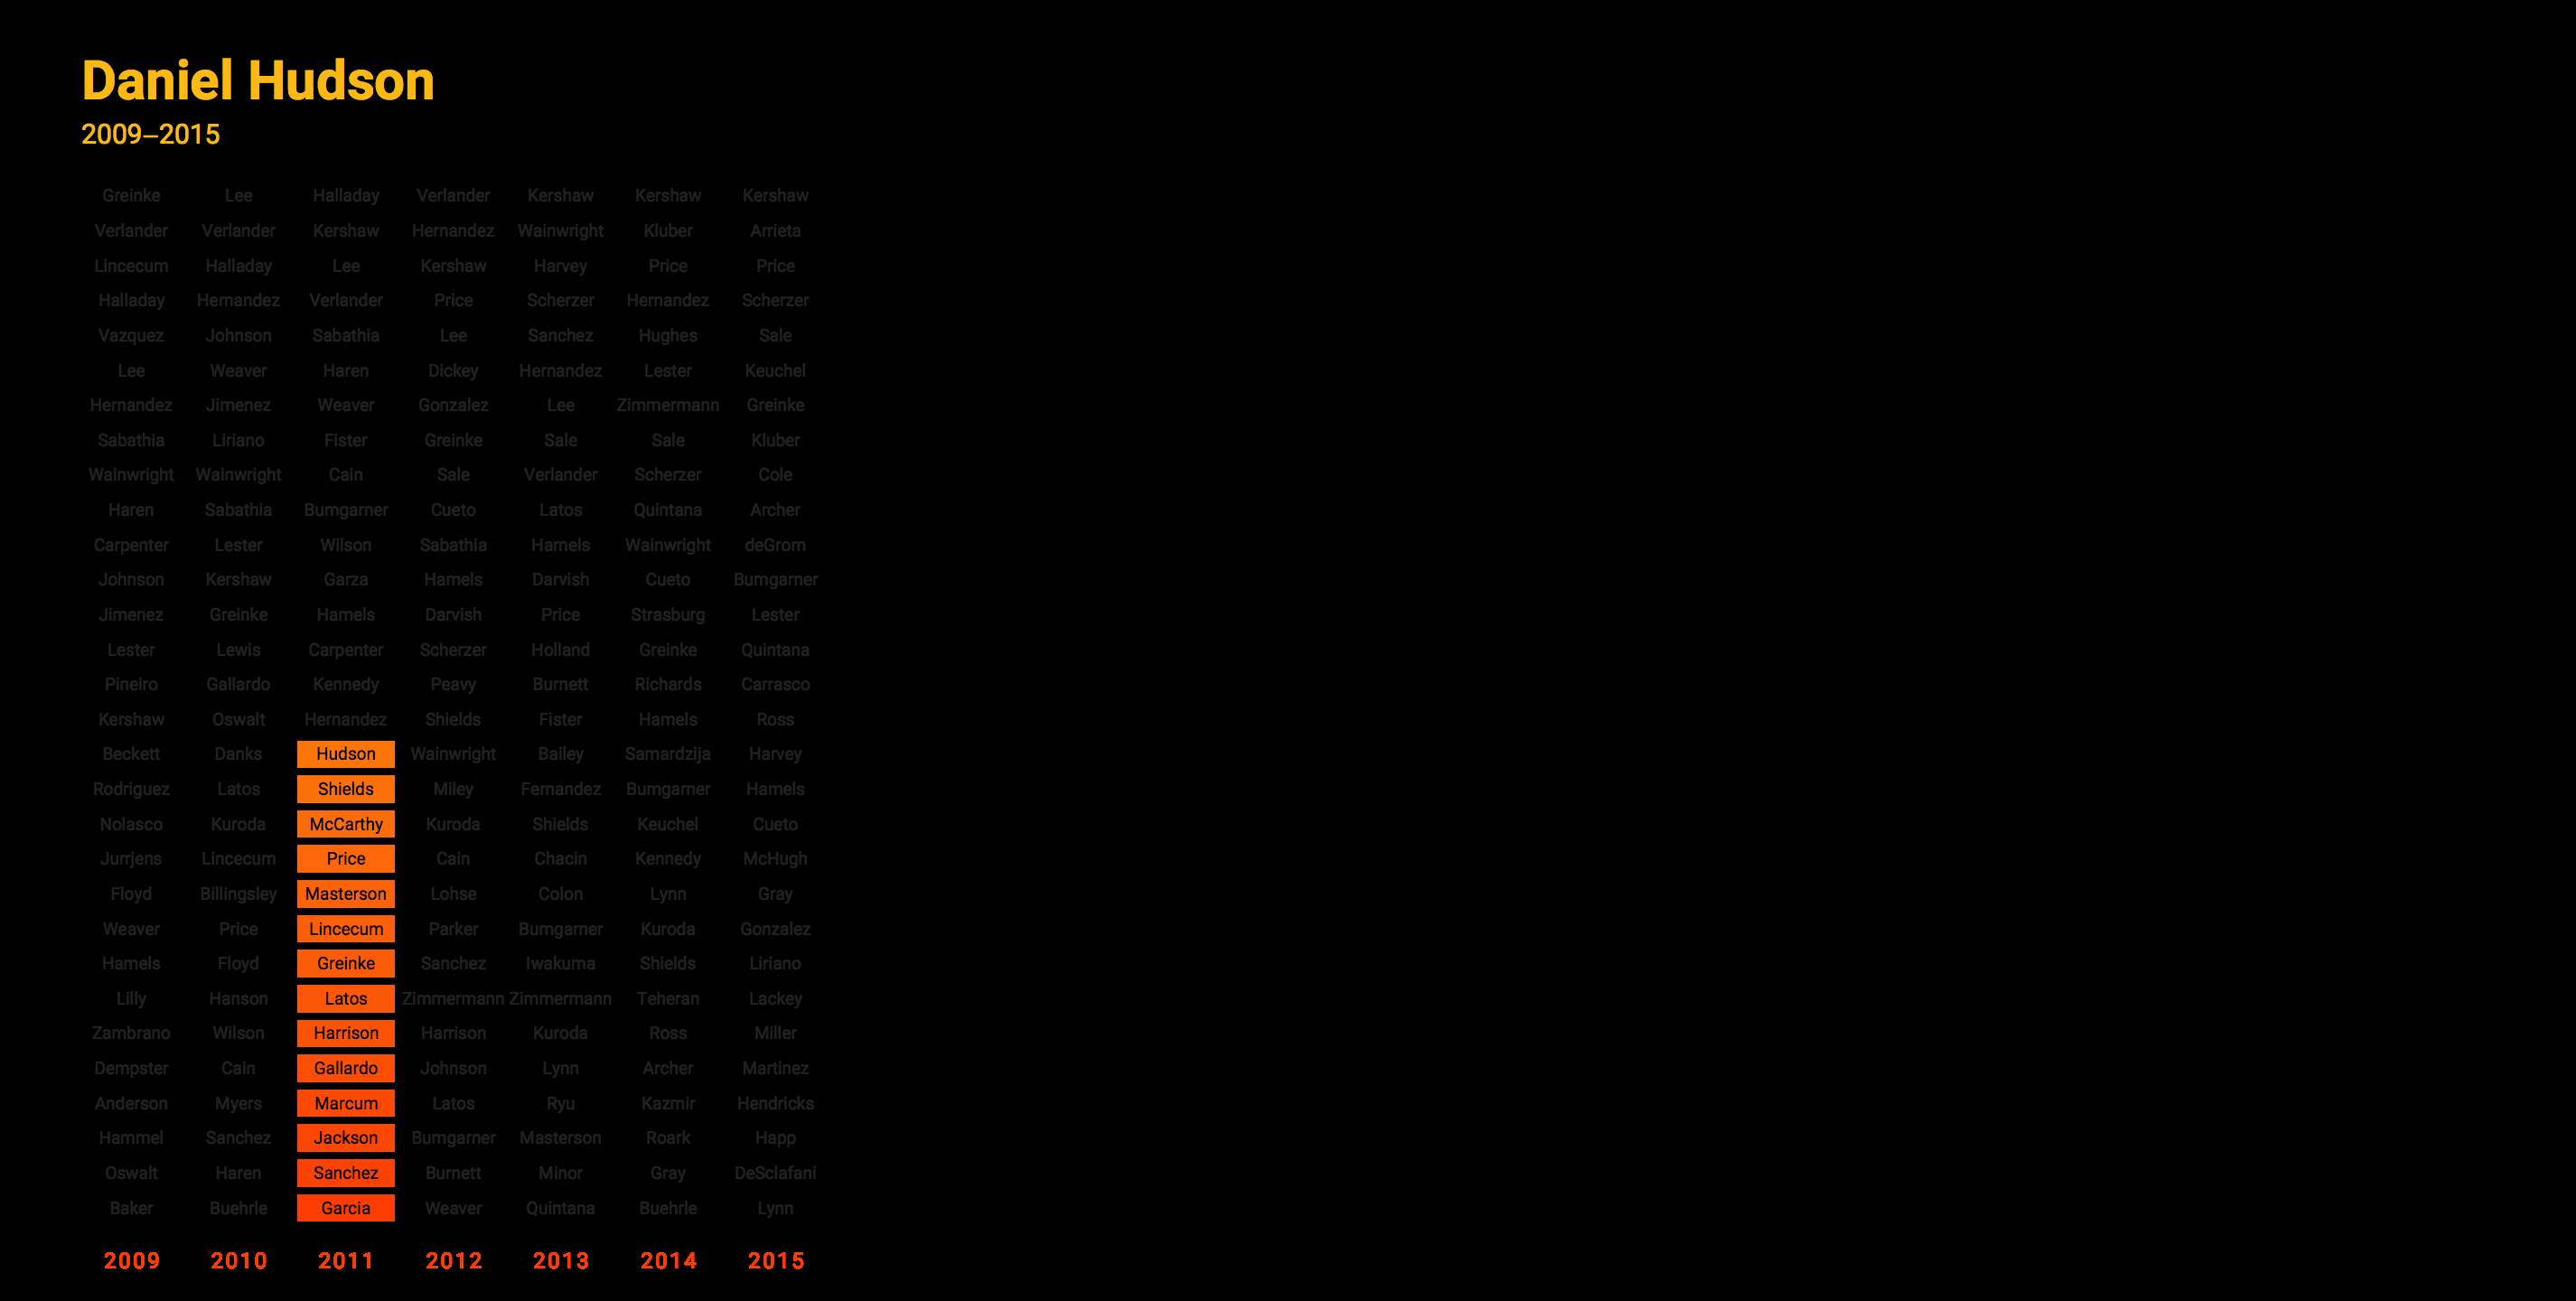 Daniel Hudson
2009–2015
Greinke Lee Halladay Verlander Kershaw Kershaw Kershaw
Verlander Verlander Kershaw Hernandez Wainwright Kluber Arrieta
Lincecum Halladay Lee Kershaw Harvey Price Price
Halladay Hernandez Verlander Price Scherzer Hernandez Scherzer
Vazquez Johnson Sabathia Lee Sanchez Hughes Sale
Lee Weaver Haren Dickey Hernandez Lester Keuchel
Hernandez Jimenez Weaver Gonzalez Lee Zimmermann Greinke
Sabathia Liriano Fister Greinke Sale Sale Kluber
Wainwright Wainwright Cain Sale Verlander Scherzer Cole
Haren Sabathia Bumgarner Cueto Latos Quintana Archer
Carpenter Lester Wilson Sabathia Hamels Wainwright deGrom
Johnson Kershaw Garza Hamels Darvish Cueto Bumgarner
Jimenez Greinke Hamels Darvish Price Strasburg Lester
Lester Lewis Carpenter Scherzer Holland Greinke Quintana
Pineiro Gallardo Kennedy Peavy Burnett Richards Carrasco
Kershaw Oswalt Hernandez Shields Fister Hamels Ross
Beckett Danks Hudson Wainwright Bailey Samardzija Harvey
Rodriguez Latos Shields Miley Fernandez Bumgarner Hamels
Nolasco Kuroda McCarthy Kuroda Shields Keuchel Cueto
Jurrjens Lincecum Price Cain Chacin Kennedy McHugh
Floyd Billingsley Masterson Lohse Colon Lynn Gray
Weaver Price Lincecum Parker Bumgarner Kuroda Gonzalez
Hamels Floyd Greinke Sanchez Iwakuma Shields Liriano
Lilly Hanson Latos Zimmermann Zimmermann Teheran Lackey
Zambrano Wilson Harrison Harrison Kuroda Ross Miller
Dempster Cain Gallardo Johnson Lynn Archer Martinez
Anderson Myers Marcum Latos Ryu Kazmir Hendricks
Hammel Sanchez Jackson Bumgarner Masterson Roark Happ
Oswalt Haren Sanchez Burnett Minor Gray DeSclafani
Baker Buehrle Garcia Weaver Quintana Buehrle Lynn
2009 2010 2011 2012 2013 2014 2015